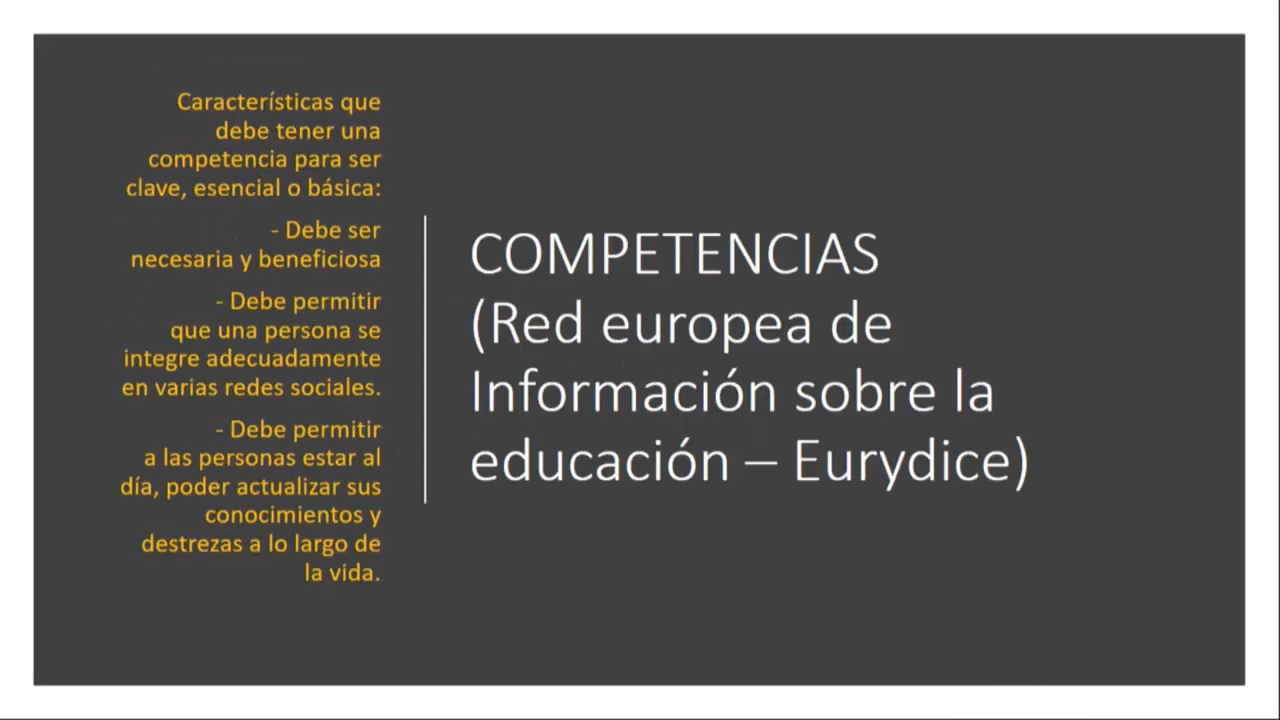 Características que
debe tener una
competencia para ser
clave, esencial o básica:
- Debe ser
necesaria y beneficiosa
- Debe permitir
que una persona se
integre adecuadamente
en varias redes sociales.
- Debe permitir
a las personas estar al
día, poder actualizar sus
conocimientos y
destrezas a lo largo de
la vida.
COMPETENCIAS
(Red europea de
Información sobre la
educación – Eurydice)